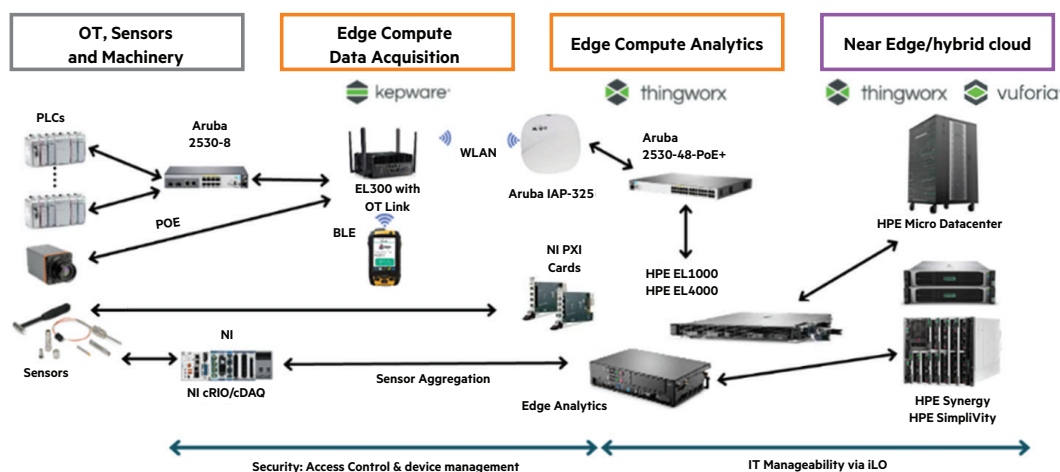 OT, Sensors
and Machinery
Edge Compute
Data Acquisition
Edge Compute Analytics
Near Edge/hybrid cloud
kepware
thingworx
thingworx
vuforia
PLCs
Aruba
2530-8
WLAN
Aruba
2530-48-PoE+
EL300 with
OT Link
Aruba IAP-325
POE
BLE
HPE Micro Datacenter
NI PXI
Cards
HPE EL1000
HPE EL4000
NI
Sensors
NI cRIO/cDAQ
Sensor Aggregation
Edge Analytics
HPE Synergy
HPE SimpliVity
Security: Access Control & device management
IT Manageability via iLO